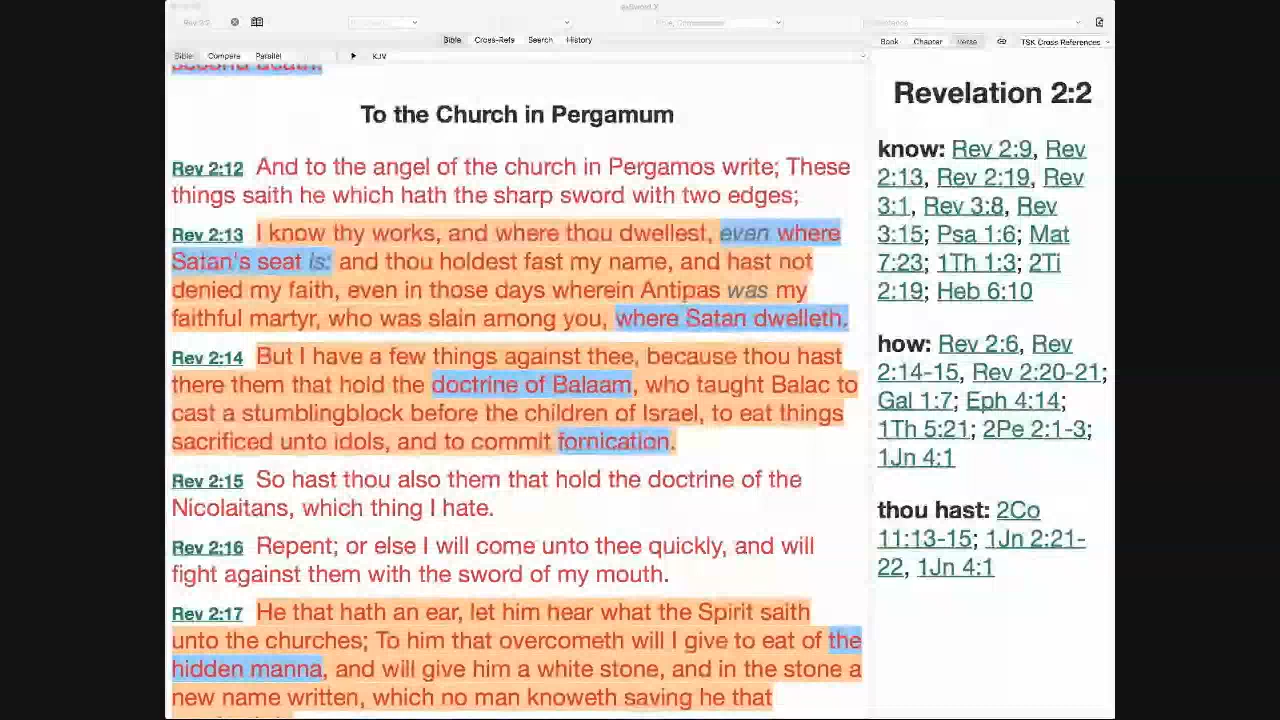 eSword X
Rev 2:2
Bible Cross-Refs Search History
Bible Compare Parallel KJV
second death.
To the Church in Pergamum
Rev 2:12 And to the angel of the church in Pergamos write; These
things saith he which hath the sharp sword with two edges;
Rev 2:13 I know thy works, and where thou dwellest, even where
Satan's seat is: and thou holdest fast my name, and hast not
denied my faith, even in those days wherein Antipas was my
faithful martyr, who was slain among you, where Satan dwelleth.
Rev 2:14 But I have a few things against thee, because thou hast
there them that hold the doctrine of Balaam, who taught Balac to
cast a stumblingblock before the children of Israel, to eat things
sacrificed unto idols, and to commit fornication.
Rev 2:15 So hast thou also them that hold the doctrine of the
Nicolaitans, which thing I hate.
Rev 2:16 Repent; or else I will come unto thee quickly, and will
fight against them with the sword of my mouth.
Rev 2:17 He that hath an ear, let him hear what the Spirit saith
unto the churches; To him that overcometh will I give to eat of the
hidden manna, and will give him a white stone, and in the stone a
new name written, which no man knoweth saving he that
Book Chapter Verse TSK Cross References
Revelation 2:2
know: Rev 2:9, Rev
2:13, Rev 2:19, Rev
3:1, Rev 3:8, Rev
3:15; Psa 1:6; Mat
7:23; 1Th 1:3; 2Ti
2:19; Heb 6:10
how: Rev 2:6, Rev
2:14-15, Rev 2:20-21;
Gal 1:7; Eph 4:14;
1Th 5:21; 2Pe 2:1-3;
1Jn 4:1
thou hast: 2Co
11:13-15; 1Jn 2:21-
22, 1Jn 4:1